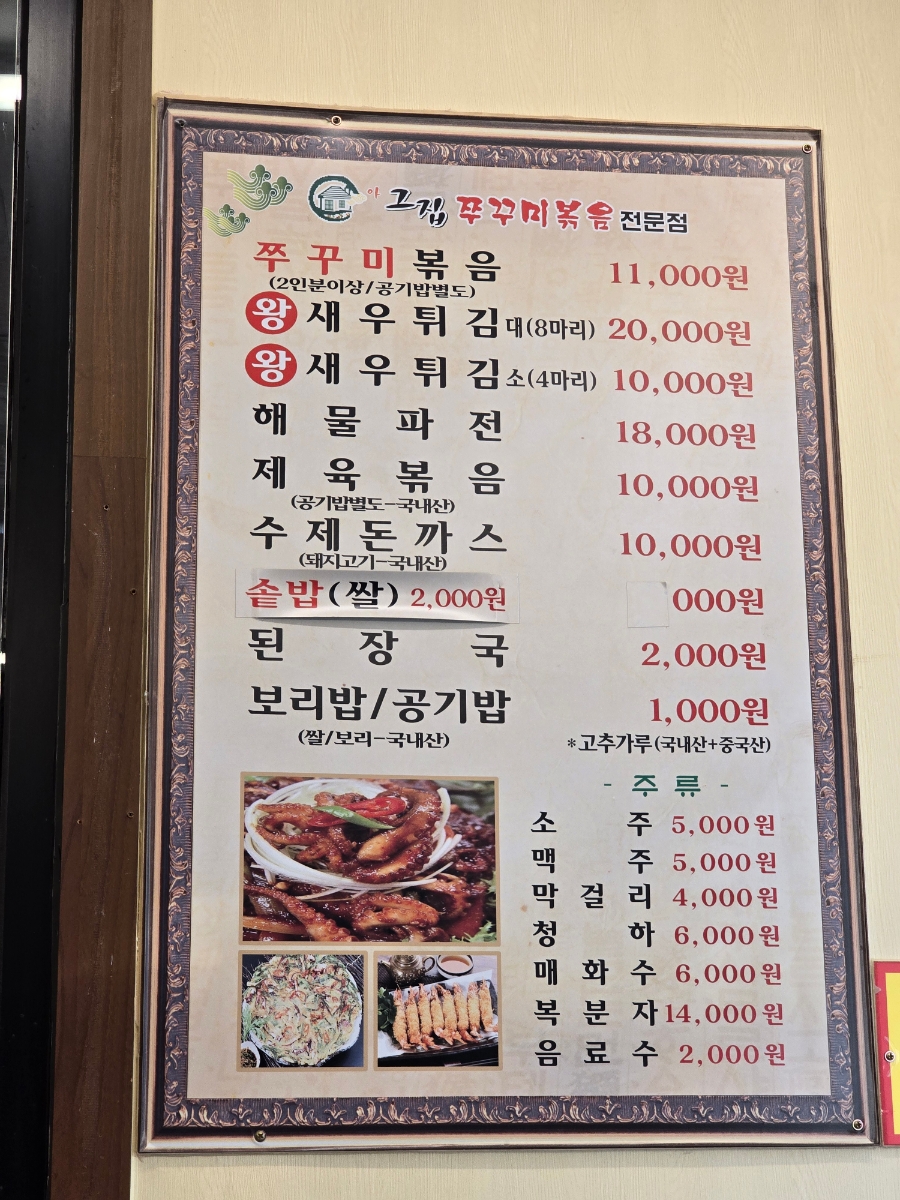 아 그집 쭈꾸미볶음 전문점
쭈꾸미볶음 11,000원
(2인분이상/공기밥별도)
왕새우튀김 대(8마리) 20,000원
왕새우튀김 소(4마리) 10,000원
해물파전 18,000원
제육볶음 10,000원
(공기밥별도-국내산)
수제돈까스 10,000원
(돼지고기-국내산)
솥밥(쌀) 2,000원 000원
된장국 2,000원
보리밥/공기밥 1,000원
(쌀/보리-국내산) *고추가루(국내산+중국산)
- 주류 -
소주 5,000원
맥주 5,000원
막걸리 4,000원
청하 6,000원
매화수 6,000원
복분자 14,000원
음료수 2,000원